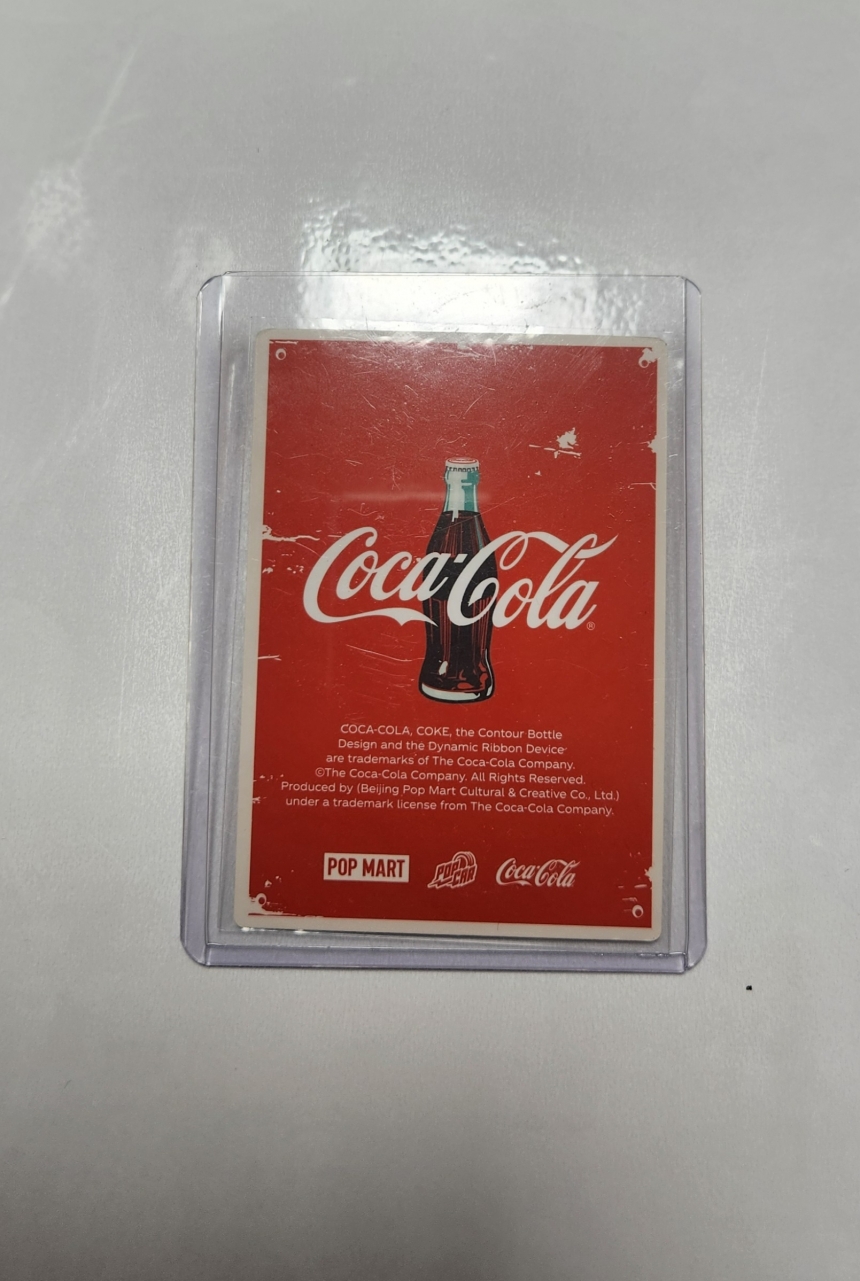 Coca-Cola®
COCA-COLA, COKE, the Contour Bottle
Design and the Dynamic Ribbon Device
are trademarks of The Coca-Cola Company.
©The Coca-Cola Company. All Rights Reserved.
Produced by (Beijing Pop Mart Cultural & Creative Co., Ltd.)
under a trademark license from The Coca-Cola Company.
POP MART
POP CAR
Coca-Cola